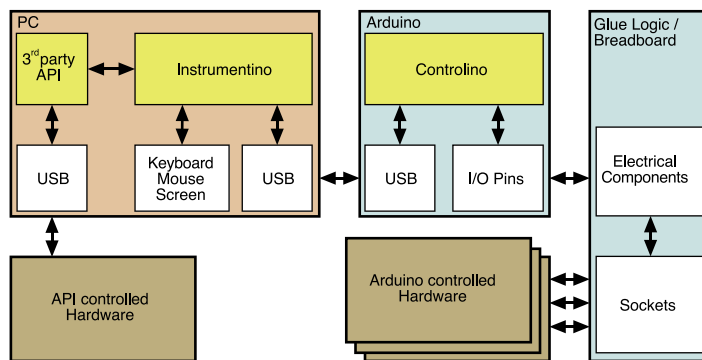 PC
3rd party
API
Instrumentino
USB
Keyboard
Mouse
Screen
USB
API controlled
Hardware
Arduino
Controlino
USB
I/O Pins
Arduino controlled
Hardware
Glue Logic /
Breadboard
Electrical
Components
Sockets